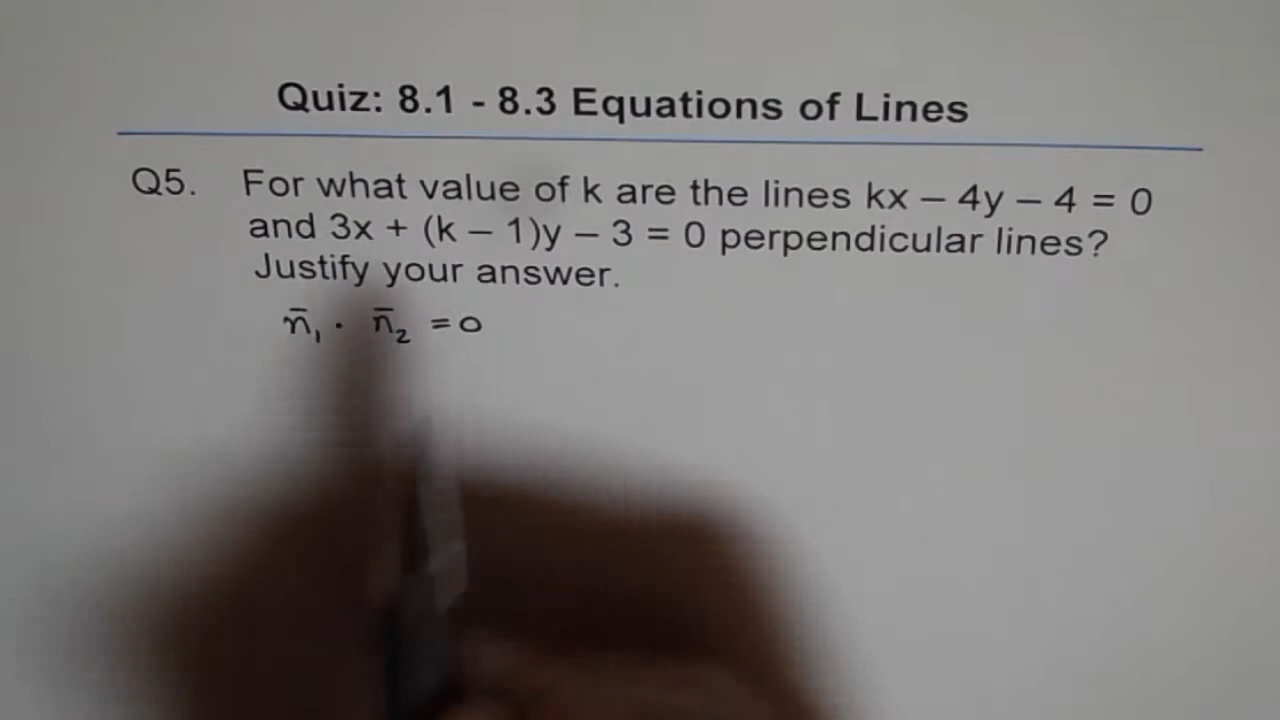 Quiz: 8.1 - 8.3 Equations of Lines
Q5. For what value of k are the lines kx – 4y – 4 = 0
and 3x + (k – 1)y – 3 = 0 perpendicular lines?
Justify your answer.
n̄₁ · n̄₂ = 0